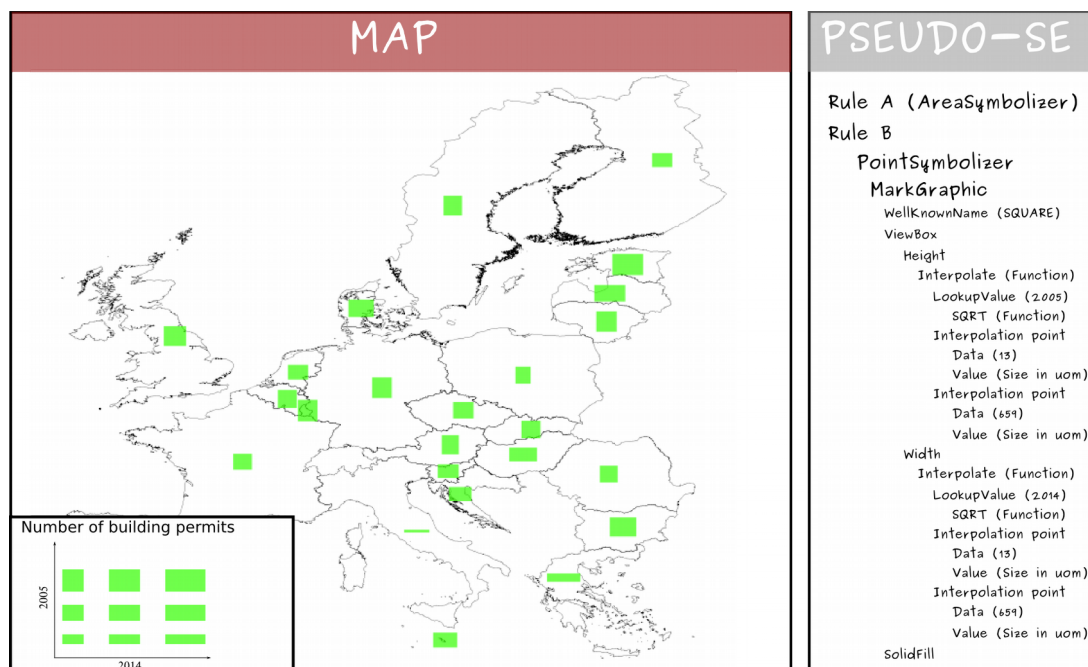 MAP
Number of building permits
2005
2014
PSEUDO-SE
Rule A (AreaSymbolizer)
Rule B
PointSymbolizer
MarkGraphic
WellKnownName (SQUARE)
ViewBox
Height
Interpolate (Function)
LookupValue (2005)
SQRT (Function)
Interpolation point
Data (13)
Value (Size in uom)
Interpolation point
Data (659)
Value (Size in uom)
Width
Interpolate (Function)
LookupValue (2014)
SQRT (Function)
Interpolation point
Data (13)
Value (Size in uom)
Interpolation point
Data (659)
Value (Size in uom)
SolidFill